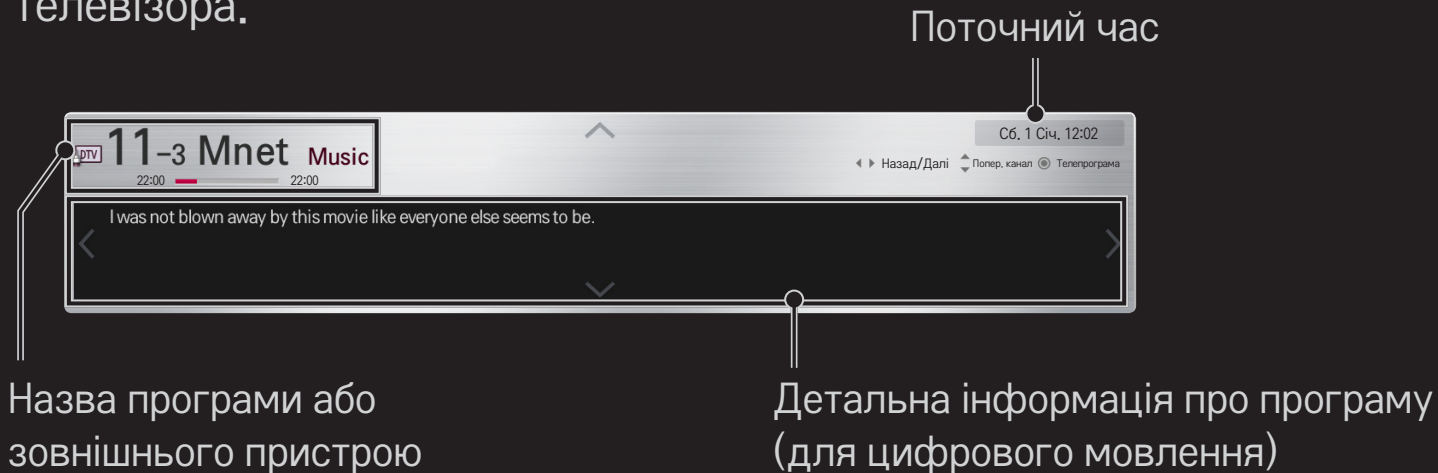 телевізора.
Поточний час
DTV 11-3 Mnet Music
22:00 22:00
Сб. 1 Січ. 12:02
Назад/Далі Попер. канал Телепрограма
I was not blown away by this movie like everyone else seems to be.
Назва програми або
зовнішнього пристрою
Детальна інформація про програму
(для цифрового мовлення)